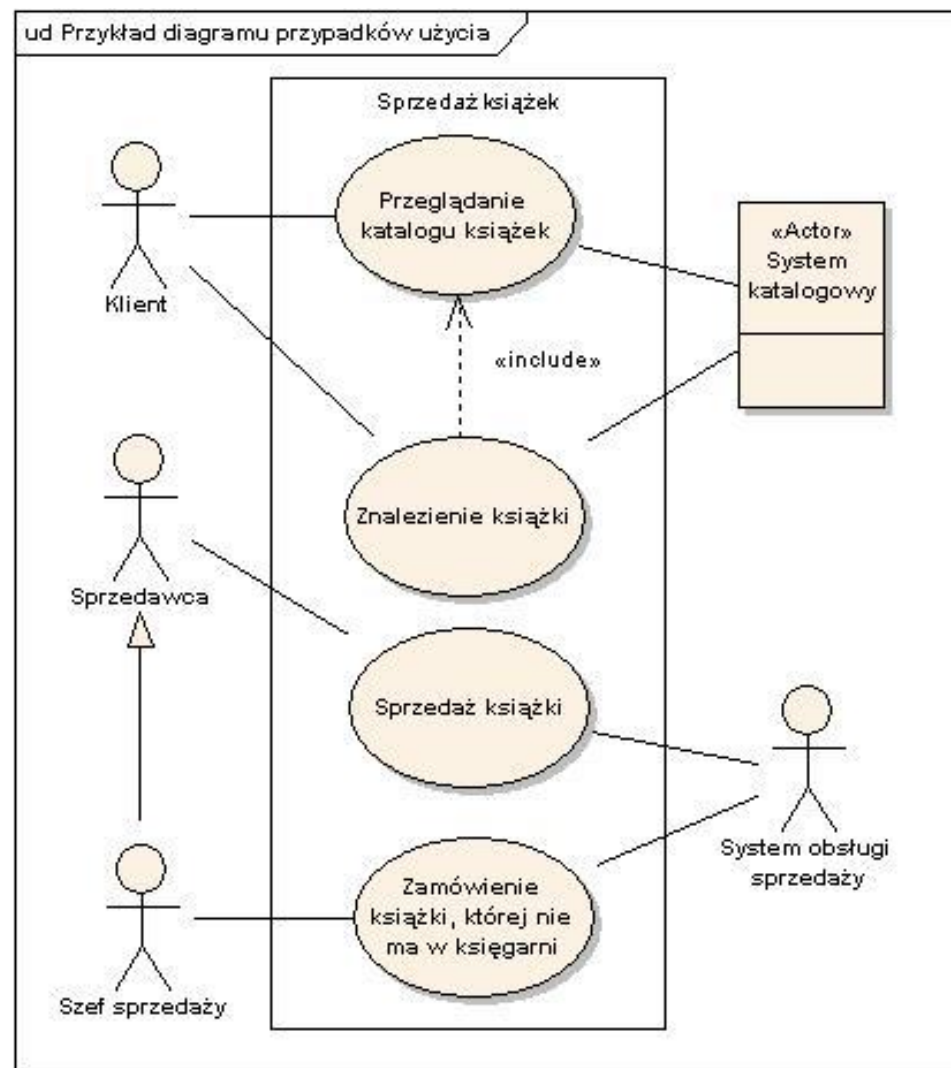 ud Przykład diagramu przypadków użycia
Sprzedaż książek
Przeglądanie
katalogu książek
Klient
«Actor»
System
katalogowy
«include»
Znalezienie książki
Sprzedawca
Sprzedaż książki
System obsługi
sprzedaży
Zamówienie
książki, której nie
ma w księgarni
Szef sprzedaży